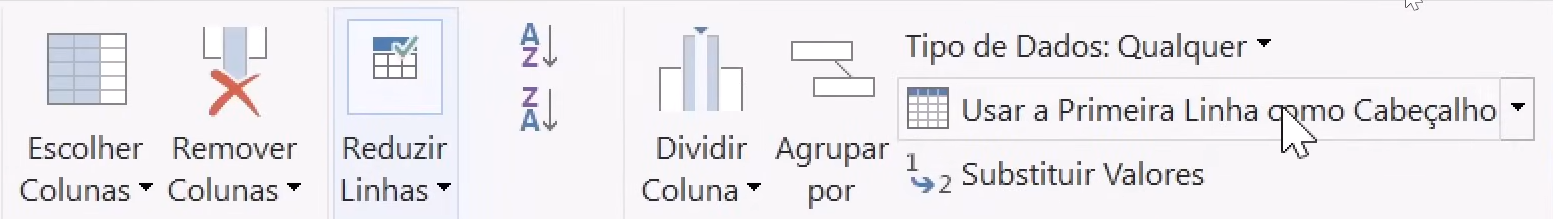 Escolher
Colunas
Remover
Colunas
Reduzir
Linhas
A
Z
Z
A
Dividir
Coluna
Agrupar
por
Tipo de Dados: Qualquer
Usar a Primeira Linha como Cabeçalho
1
2
Substituir Valores